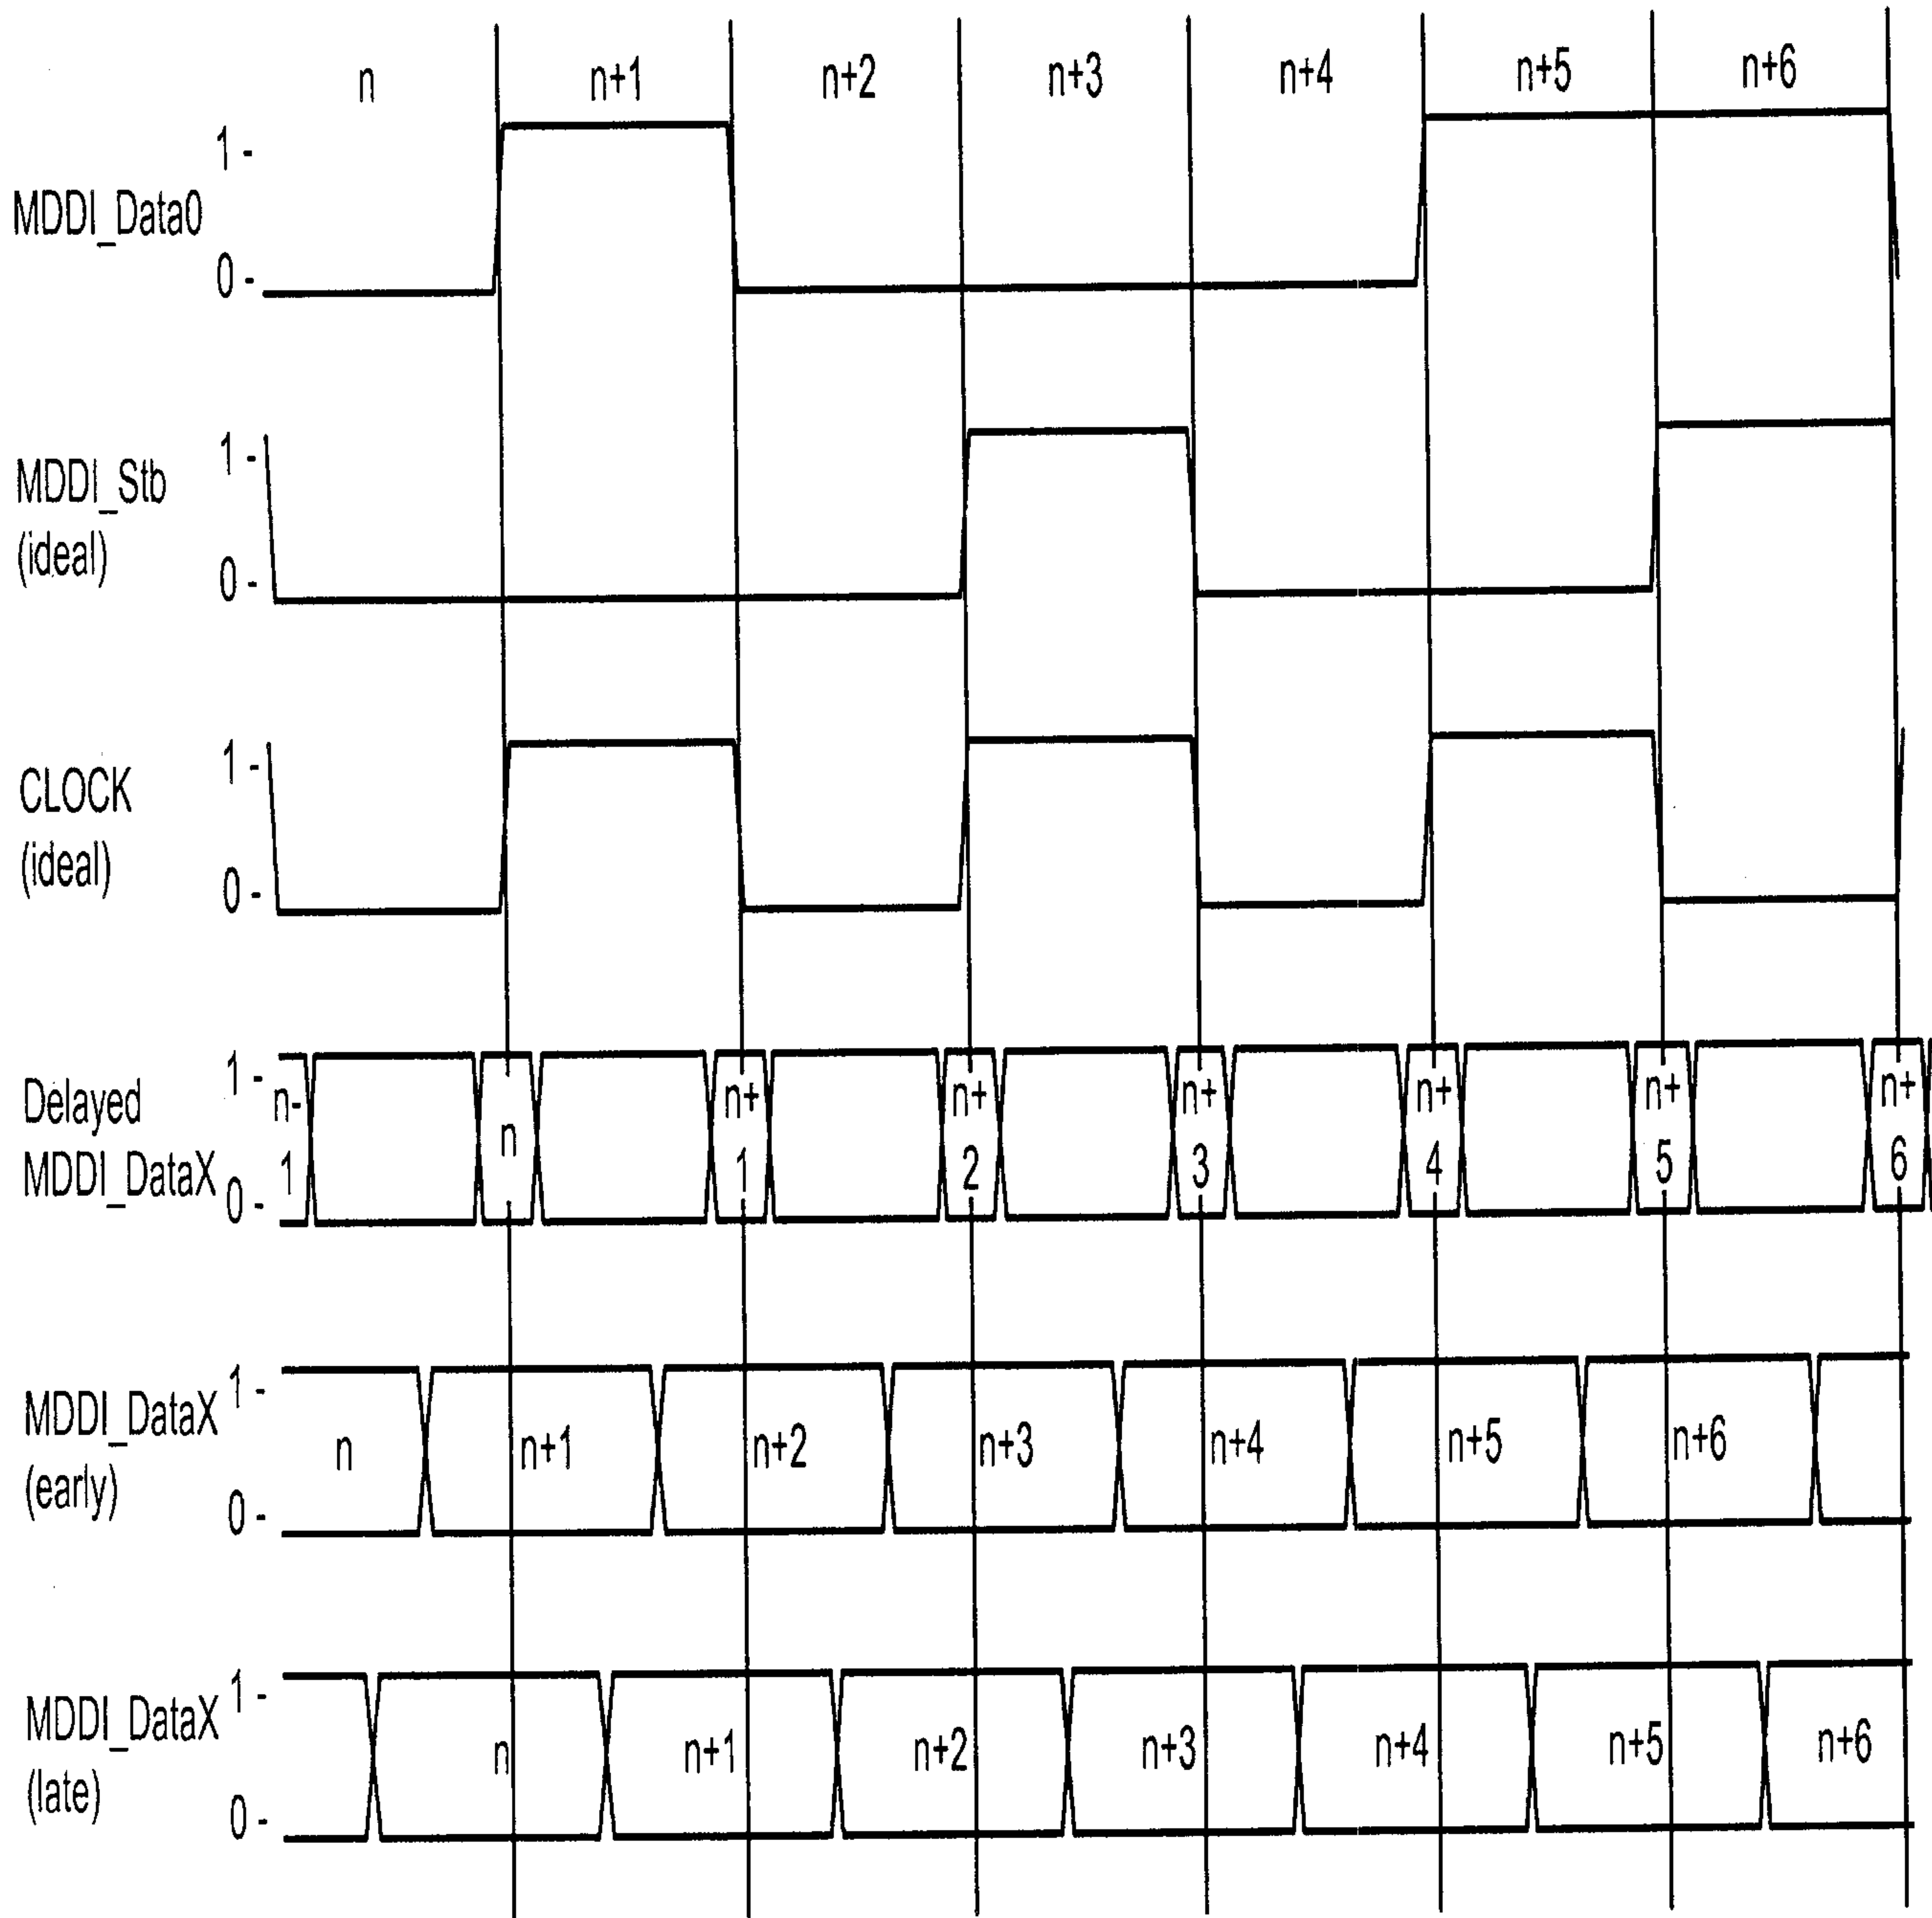 n n+1 n+2 n+3 n+4 n+5 n+6
1 -
MDDI_Data0
0 -
1 -
MDDI_Stb
(ideal)
0 -
1 -
CLOCK
(ideal)
0 -
1 -
Delayed
MDDI_DataX
0 -
n- n+ n+ n+ n+ n+ n+
n
1 1 2 3 4 5 6
1 -
MDDI_DataX
(early)
0 -
n n+1 n+2 n+3 n+4 n+5 n+6
1 -
MDDI_DataX
(late)
0 -
n n+1 n+2 n+3 n+4 n+5 n+6